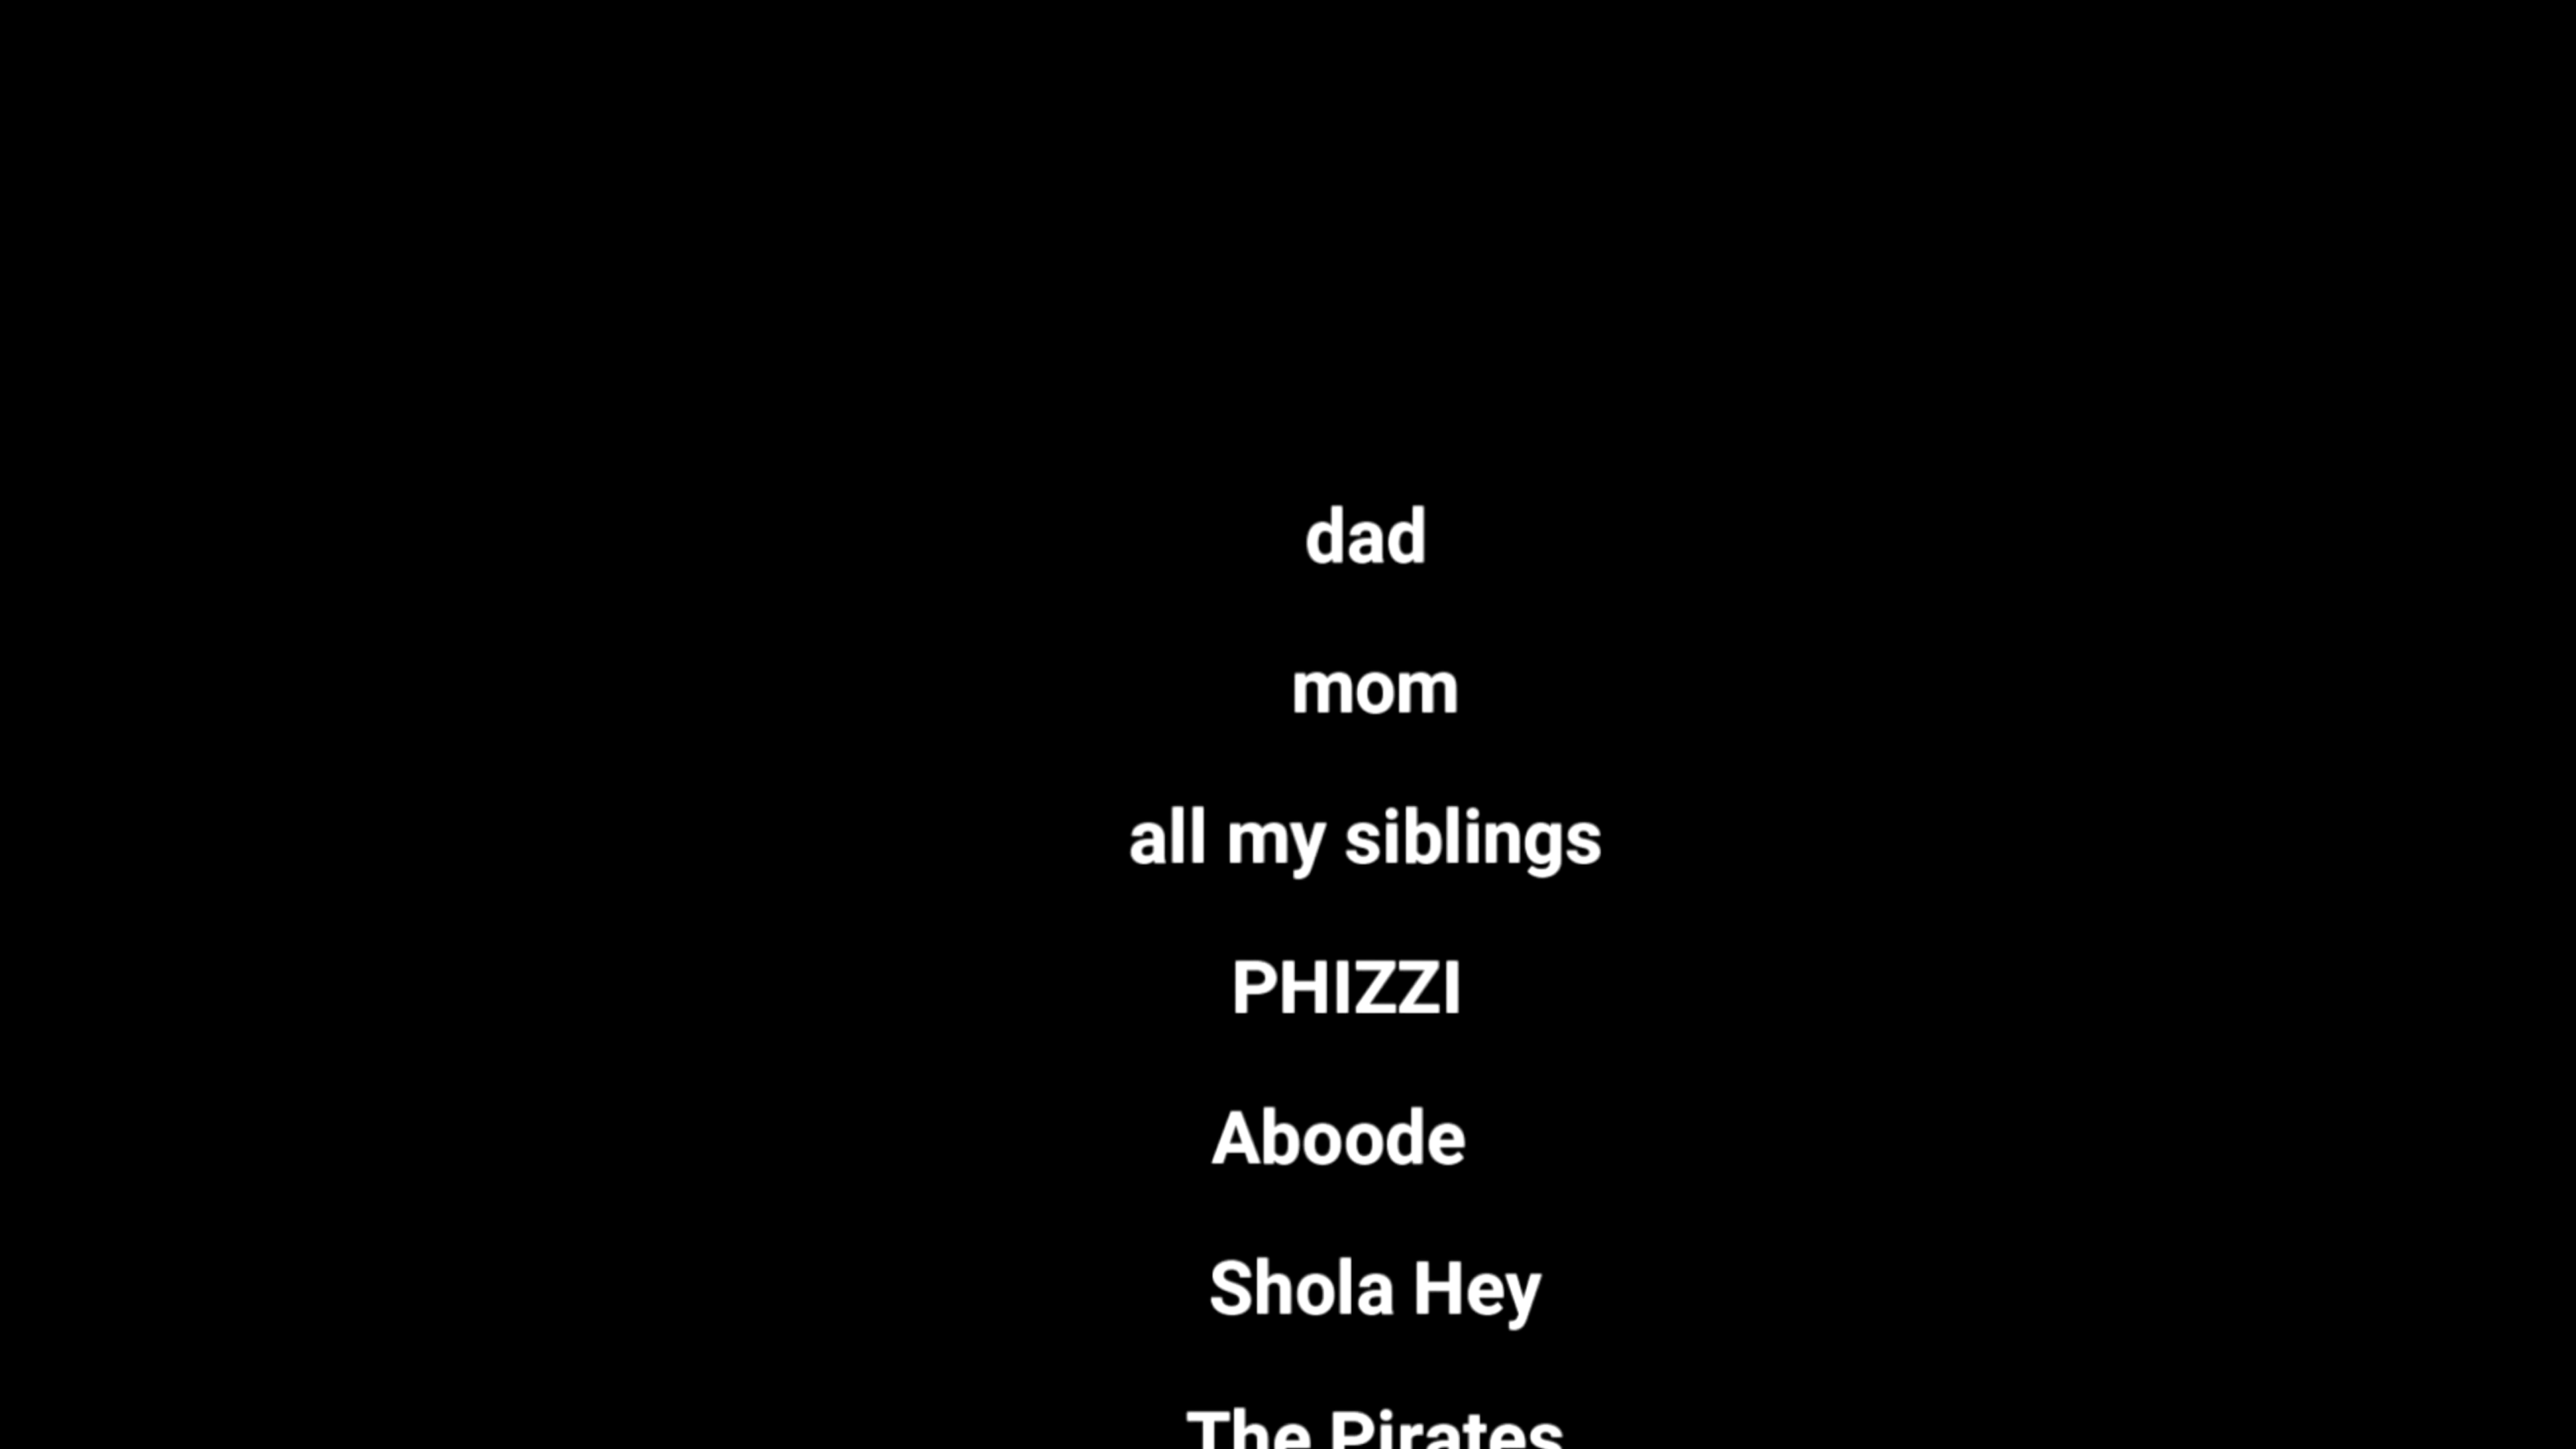 dad
mom
all my siblings
PHIZZI
Aboode
Shola Hey
The Pirates